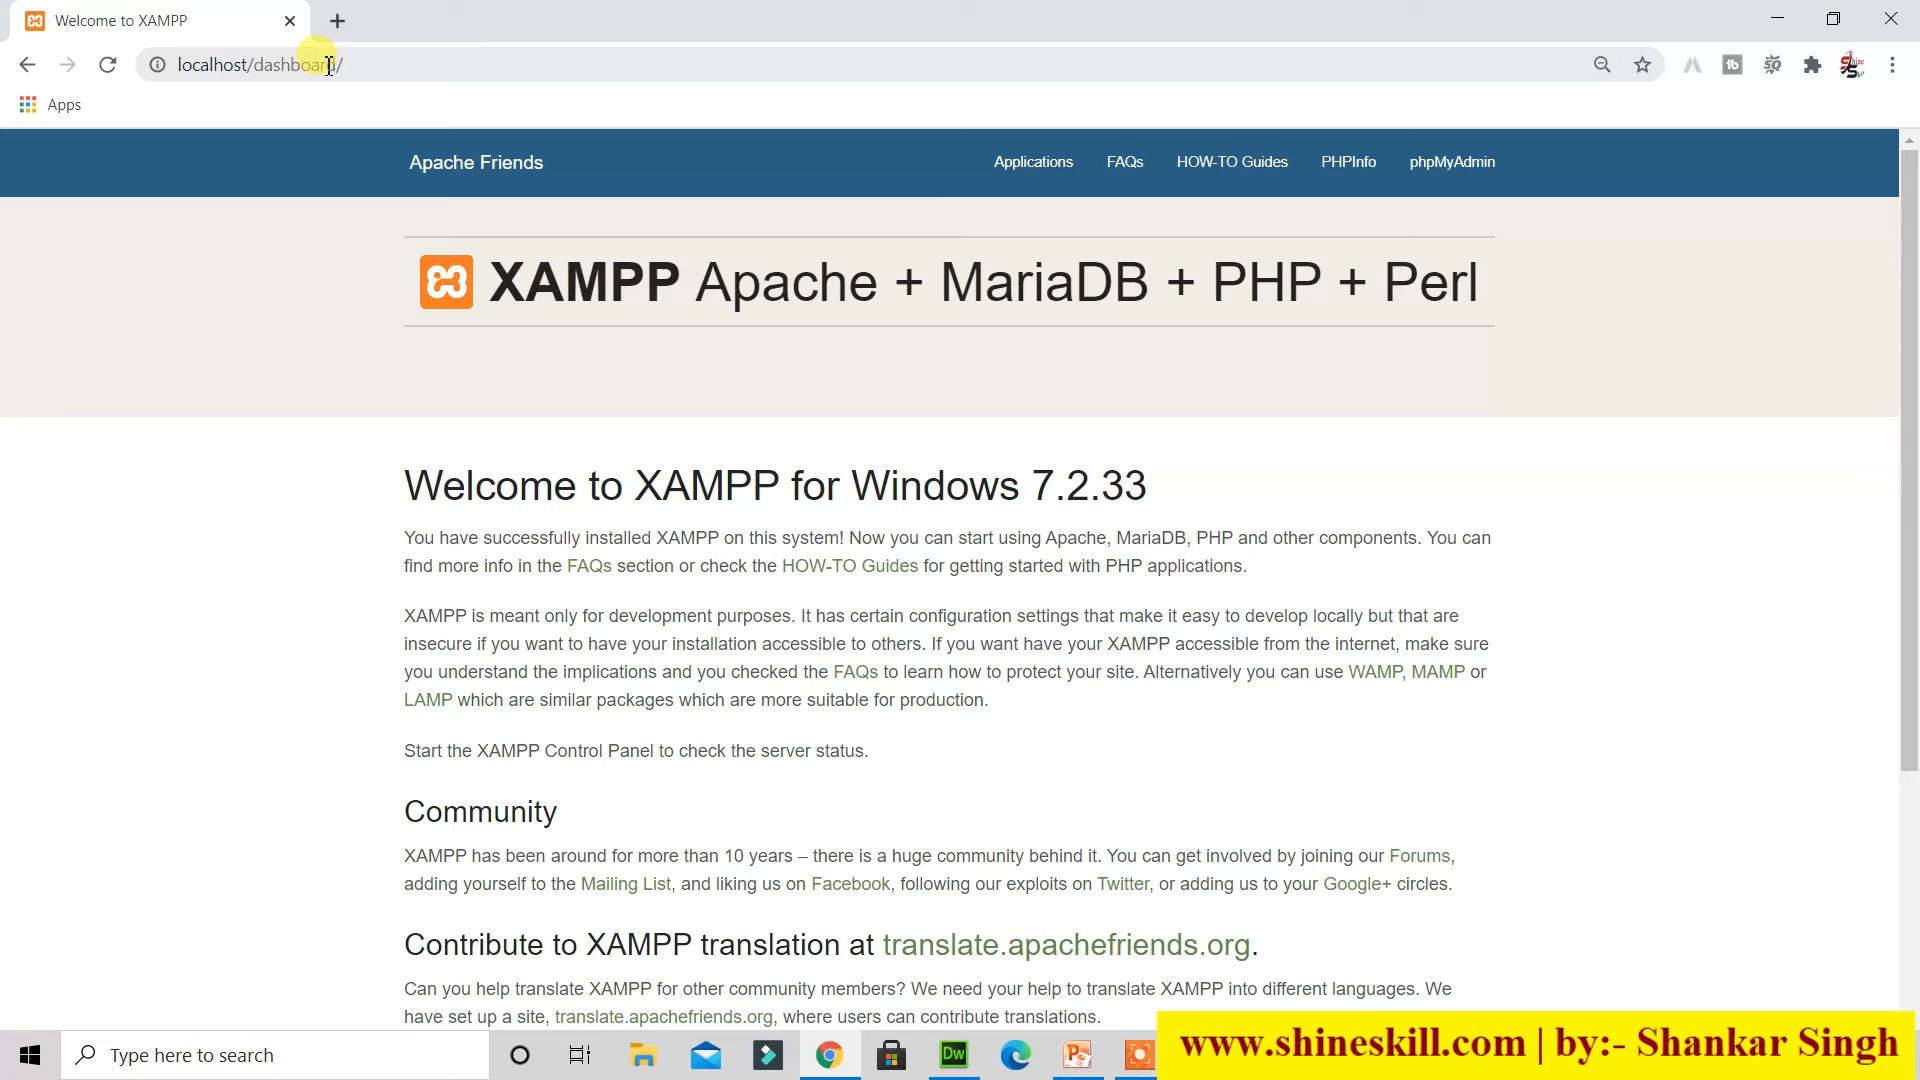 Welcome to XAMPP
localhost/dashboard/
Apps
Apache Friends
Applications FAQs HOW-TO Guides PHPInfo phpMyAdmin
XAMPP Apache + MariaDB + PHP + Perl
Welcome to XAMPP for Windows 7.2.33
You have successfully installed XAMPP on this system! Now you can start using Apache, MariaDB, PHP and other components. You can
find more info in the FAQs section or check the HOW-TO Guides for getting started with PHP applications.
XAMPP is meant only for development purposes. It has certain configuration settings that make it easy to develop locally but that are
insecure if you want to have your installation accessible to others. If you want have your XAMPP accessible from the internet, make sure
you understand the implications and you checked the FAQs to learn how to protect your site. Alternatively you can use WAMP, MAMP or
LAMP which are similar packages which are more suitable for production.
Start the XAMPP Control Panel to check the server status.
Community
XAMPP has been around for more than 10 years – there is a huge community behind it. You can get involved by joining our Forums,
adding yourself to the Mailing List, and liking us on Facebook, following our exploits on Twitter, or adding us to your Google+ circles.
Contribute to XAMPP translation at translate.apachefriends.org.
Can you help translate XAMPP for other community members? We need your help to translate XAMPP into different languages. We
have set up a site, translate.apachefriends.org, where users can contribute translations.
Type here to search
Dw
www.shineskill.com | by:- Shankar Singh